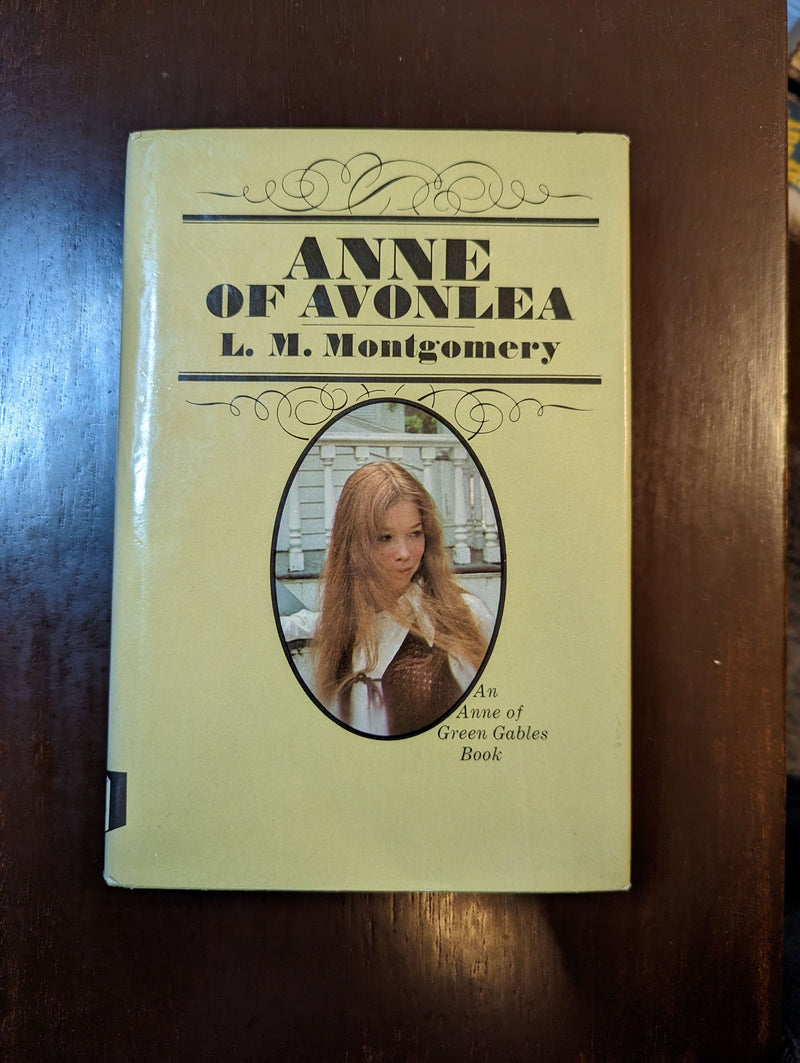 ANNE
OF AVONLEA
L. M. Montgomery
An
Anne of
Green Gables
Book